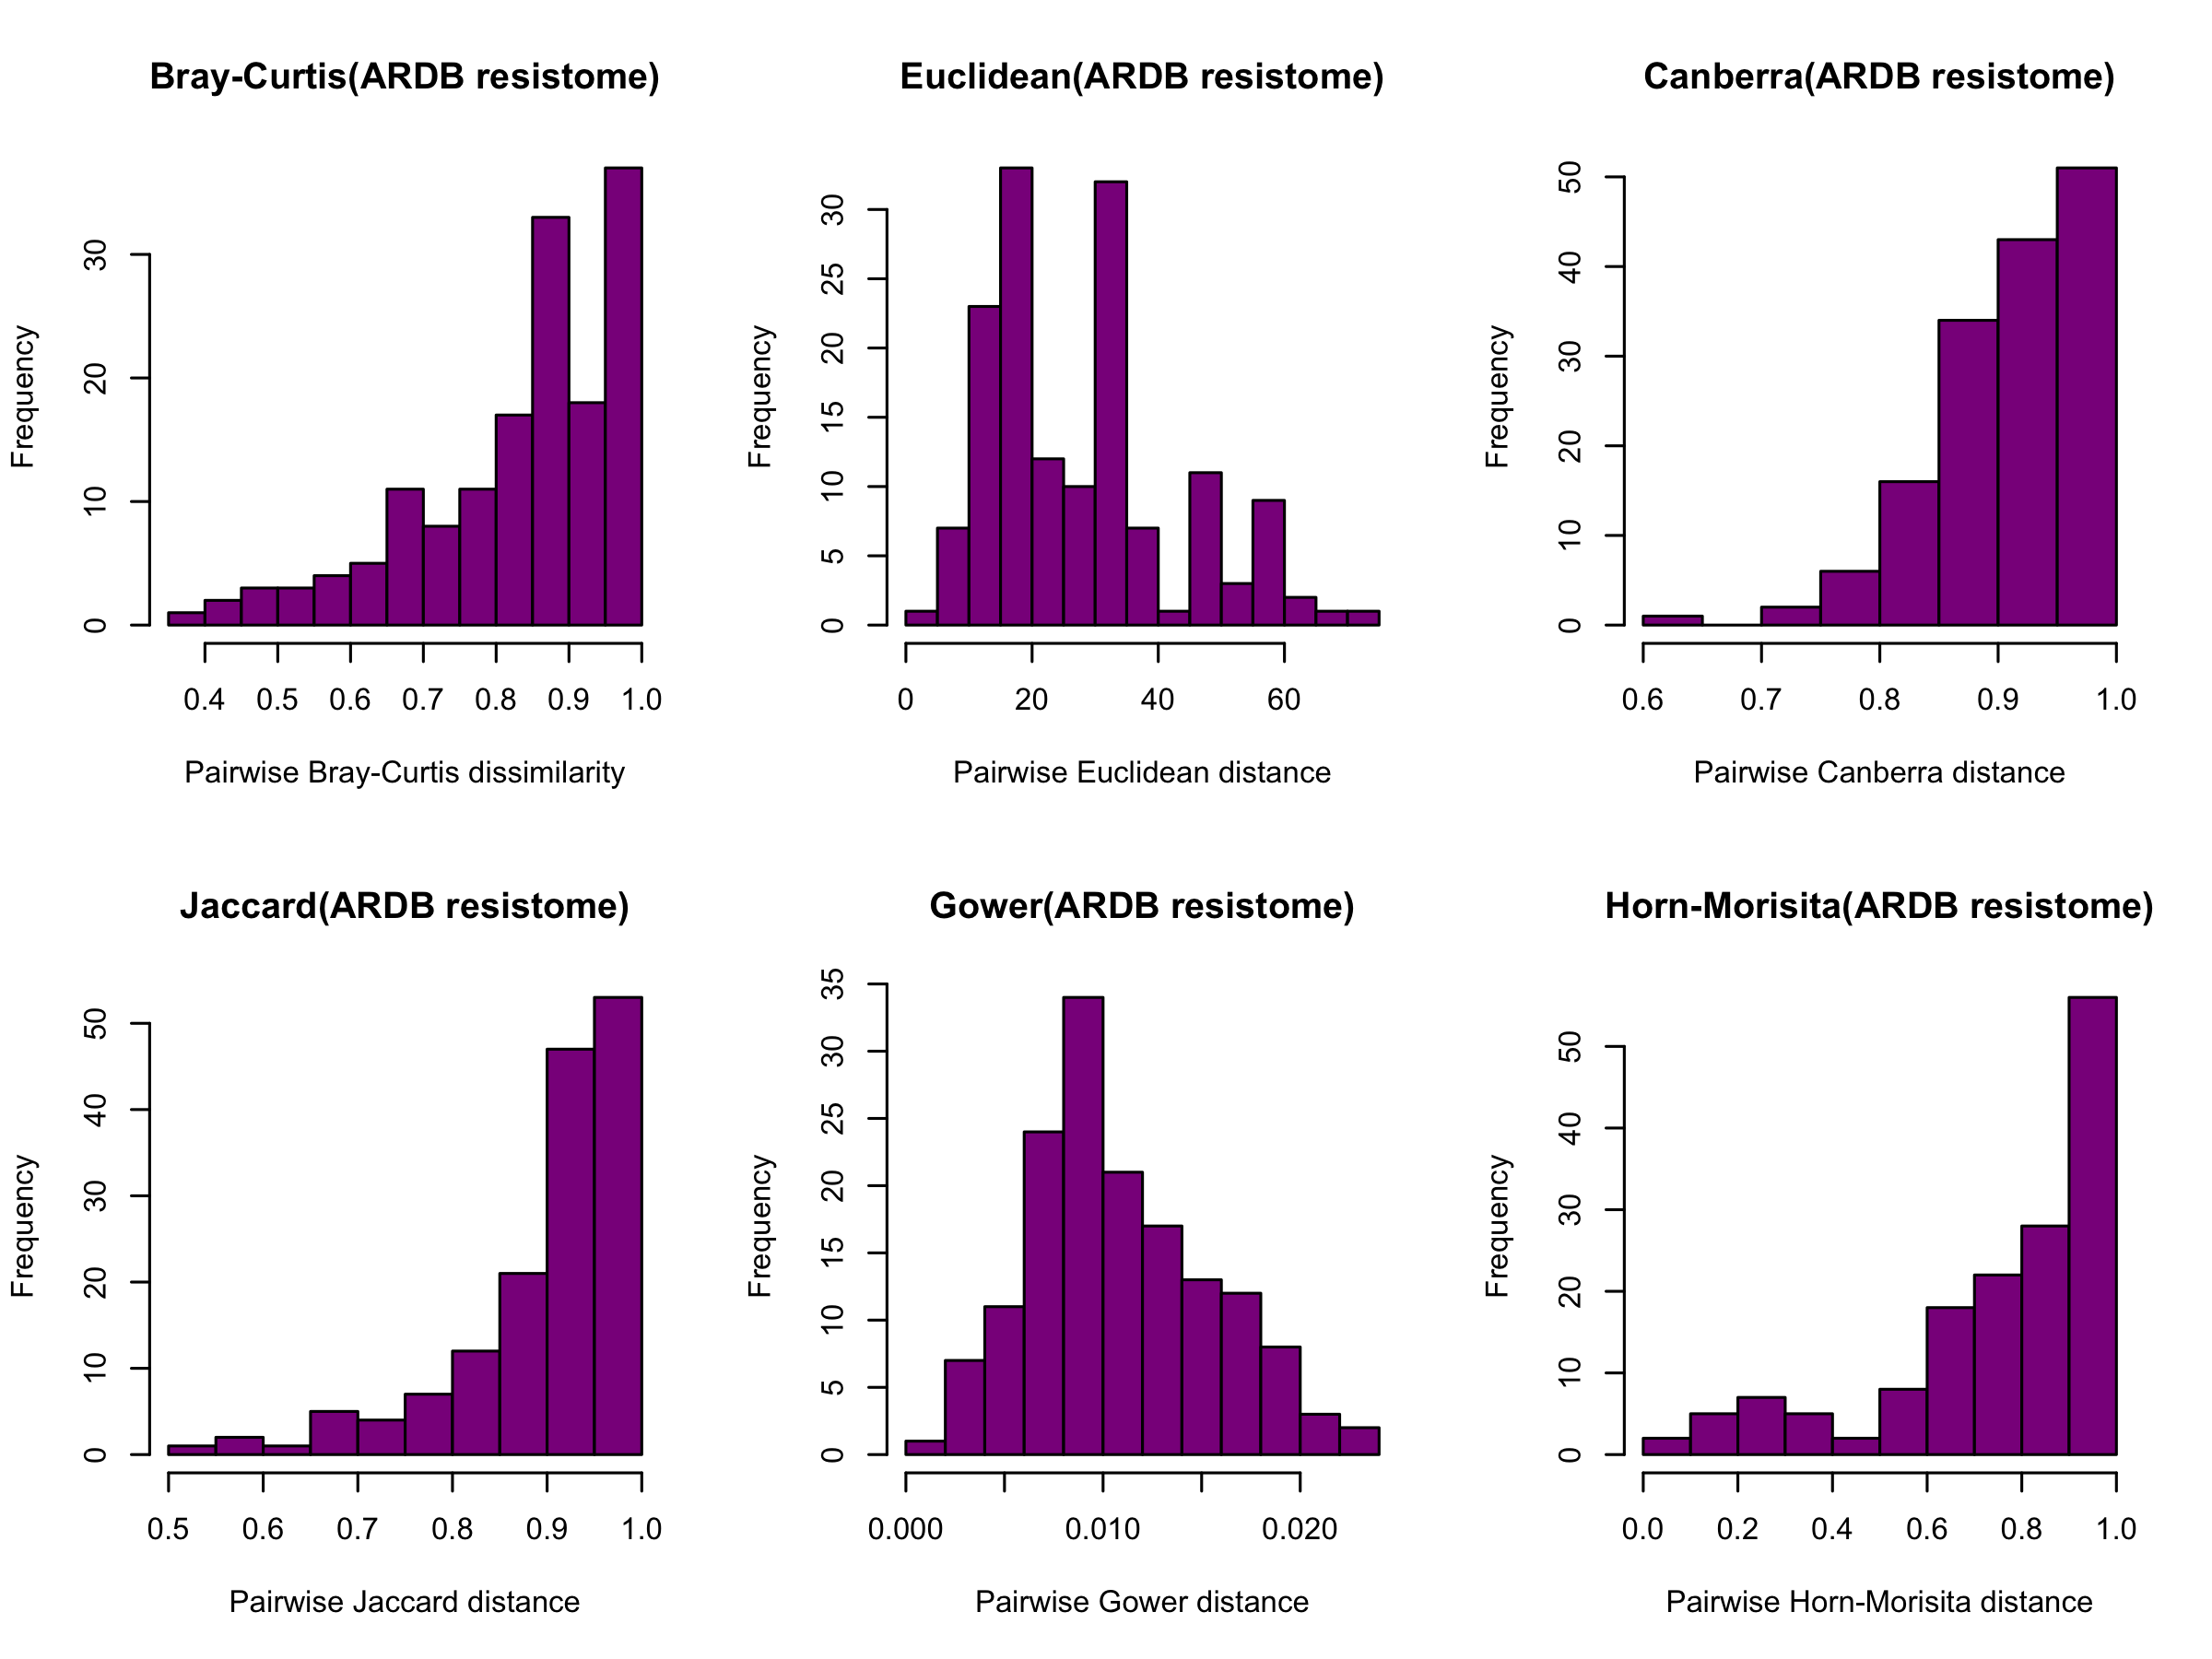 Bray-Curtis(ARDB resistome)
Frequency
0 10 20 30
0.4 0.5 0.6 0.7 0.8 0.9 1.0
Pairwise Bray-Curtis dissimilarity
Euclidean(ARDB resistome)
Frequency
0 5 10 15 20 25 30
0 20 40 60
Pairwise Euclidean distance
Canberra(ARDB resistome)
Frequency
0 10 20 30 40 50
0.6 0.7 0.8 0.9 1.0
Pairwise Canberra distance
Jaccard(ARDB resistome)
Frequency
0 10 20 30 40 50
0.5 0.6 0.7 0.8 0.9 1.0
Pairwise Jaccard distance
Gower(ARDB resistome)
Frequency
0 5 10 15 20 25 30 35
0.000 0.010 0.020
Pairwise Gower distance
Horn-Morisita(ARDB resistome)
Frequency
0 10 20 30 40 50
0.0 0.2 0.4 0.6 0.8 1.0
Pairwise Horn-Morisita distance